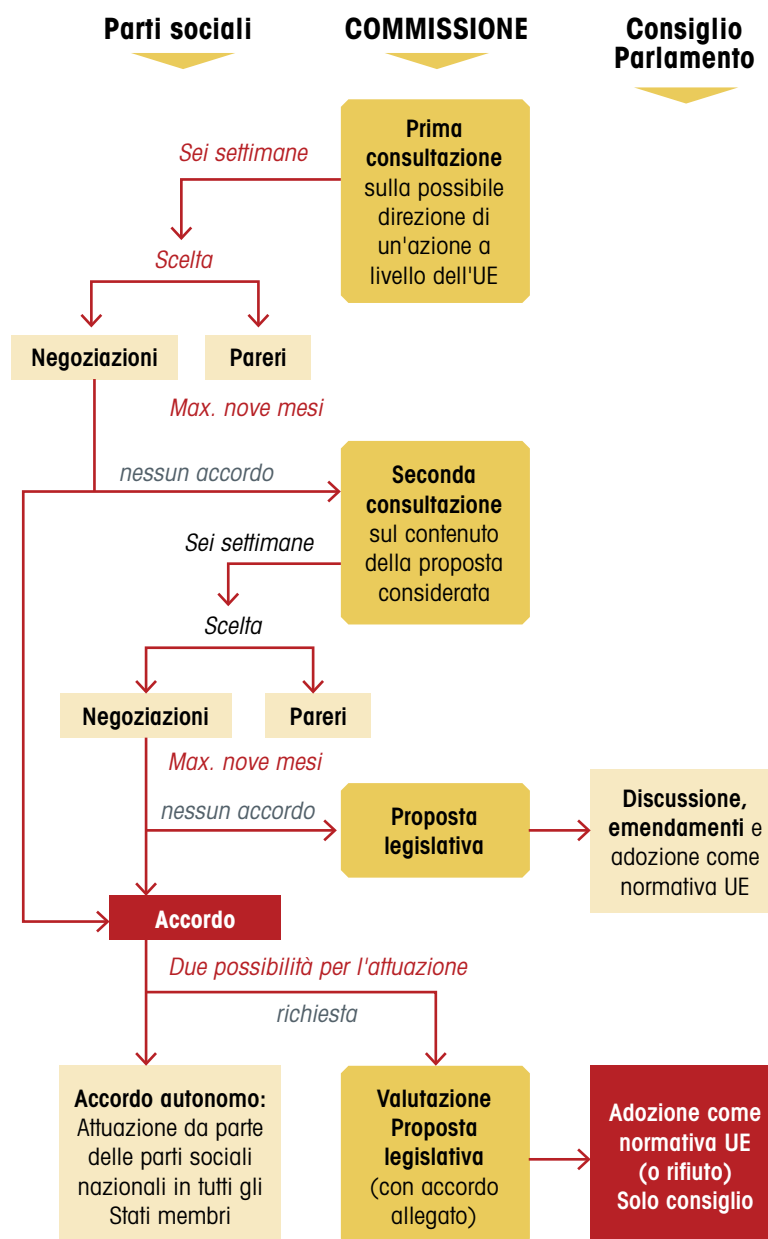 Parti sociali
COMMISSIONE
Consiglio
Parlamento
Prima
consultazione
sulla possibile
direzione di
un'azione a
livello dell'UE
Sei settimane
Scelta
Negoziazioni
Pareri
Max. nove mesi
nessun accordo
Seconda
consultazione
sul contenuto
della proposta
considerata
Sei settimane
Scelta
Negoziazioni
Pareri
Max. nove mesi
nessun accordo
Proposta
legislativa
Discussione,
emendamenti e
adozione come
normativa UE
Accordo
Due possibilità per l'attuazione
richiesta
Accordo autonomo:
Attuazione da parte
delle parti sociali
nazionali in tutti gli
Stati membri
Valutazione
Proposta
legislativa
(con accordo
allegato)
Adozione come
normativa UE
(o rifiuto)
Solo consiglio